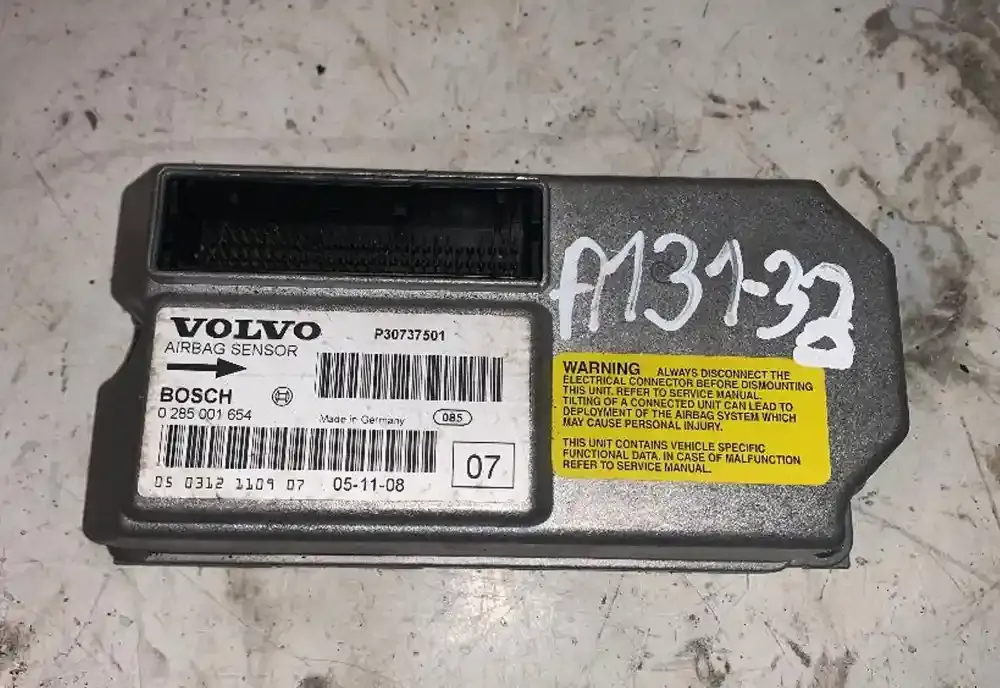 A131-32
VOLVO
P30737501
AIRBAG SENSOR
BOSCH
0 285 001 654
Made in Germany
085
07
05 0312 1109 07
05-11-08
WARNING ALWAYS DISCONNECT THE
ELECTRICAL CONNECTOR BEFORE DISMOUNTING
THIS UNIT. REFER TO SERVICE MANUAL.
TILTING OF A CONNECTED UNIT CAN LEAD TO
DEPLOYMENT OF THE AIRBAG SYSTEM WHICH
MAY CAUSE PERSONAL INJURY.
THIS UNIT CONTAINS VEHICLE SPECIFIC
FUNCTIONAL DATA. IN CASE OF MALFUNCTION
REFER TO SERVICE MANUAL.